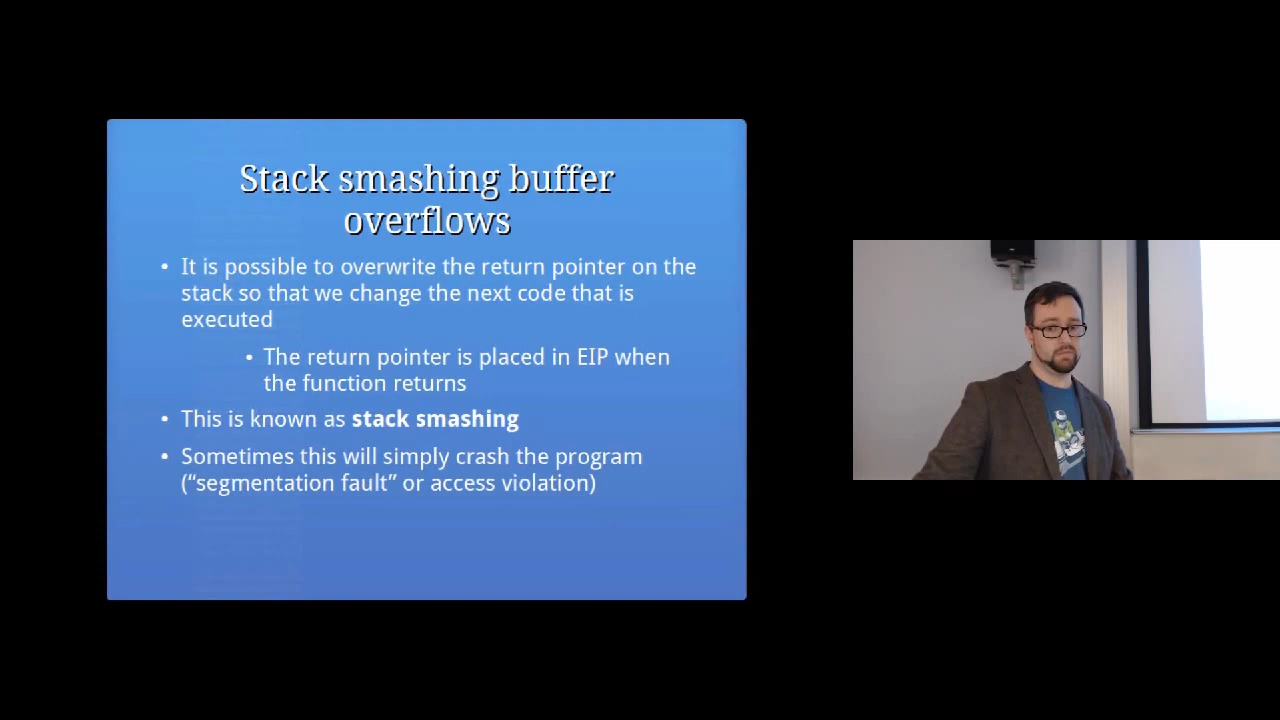 Stack smashing buffer
overflows
• It is possible to overwrite the return pointer on the
stack so that we change the next code that is
executed
• The return pointer is placed in EIP when
the function returns
• This is known as stack smashing
• Sometimes this will simply crash the program
(“segmentation fault” or access violation)